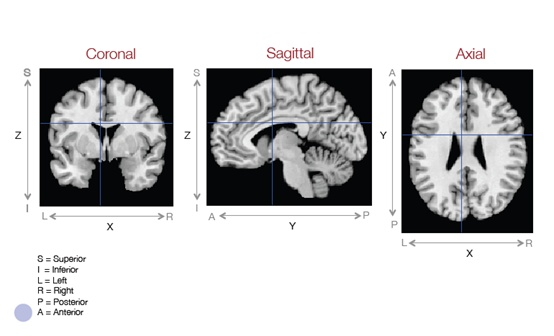 Coronal
Sagittal
Axial
S
S
A
Z
Z
Y
I
I
P
L R
A P
L R
X
Y
X
S = Superior
I = Inferior
L = Left
R = Right
P = Posterior
A = Anterior